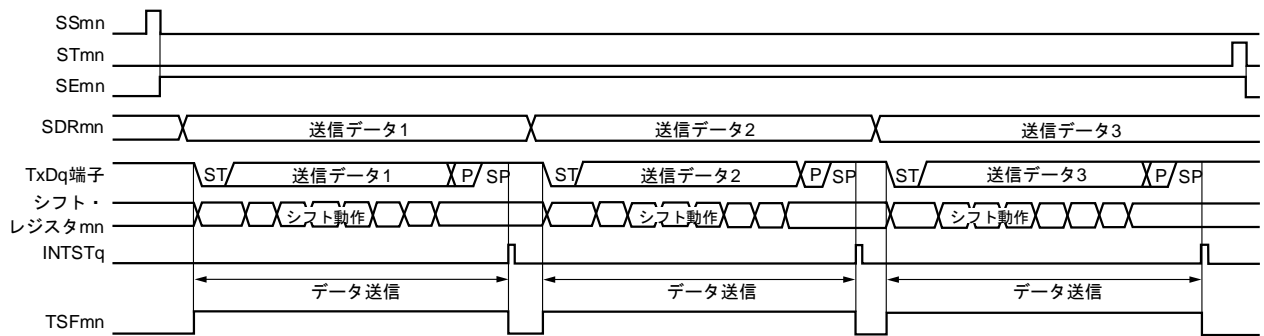 SSmn
STmn
SEmn
SDRmn 送信データ1 送信データ2 送信データ3
TxDq端子 ST 送信データ1 P SP ST 送信データ2 P SP ST 送信データ3 P SP
シフト・
レジスタmn シフト動作 シフト動作 シフト動作
INTSTq
データ送信 データ送信 データ送信
TSFmn